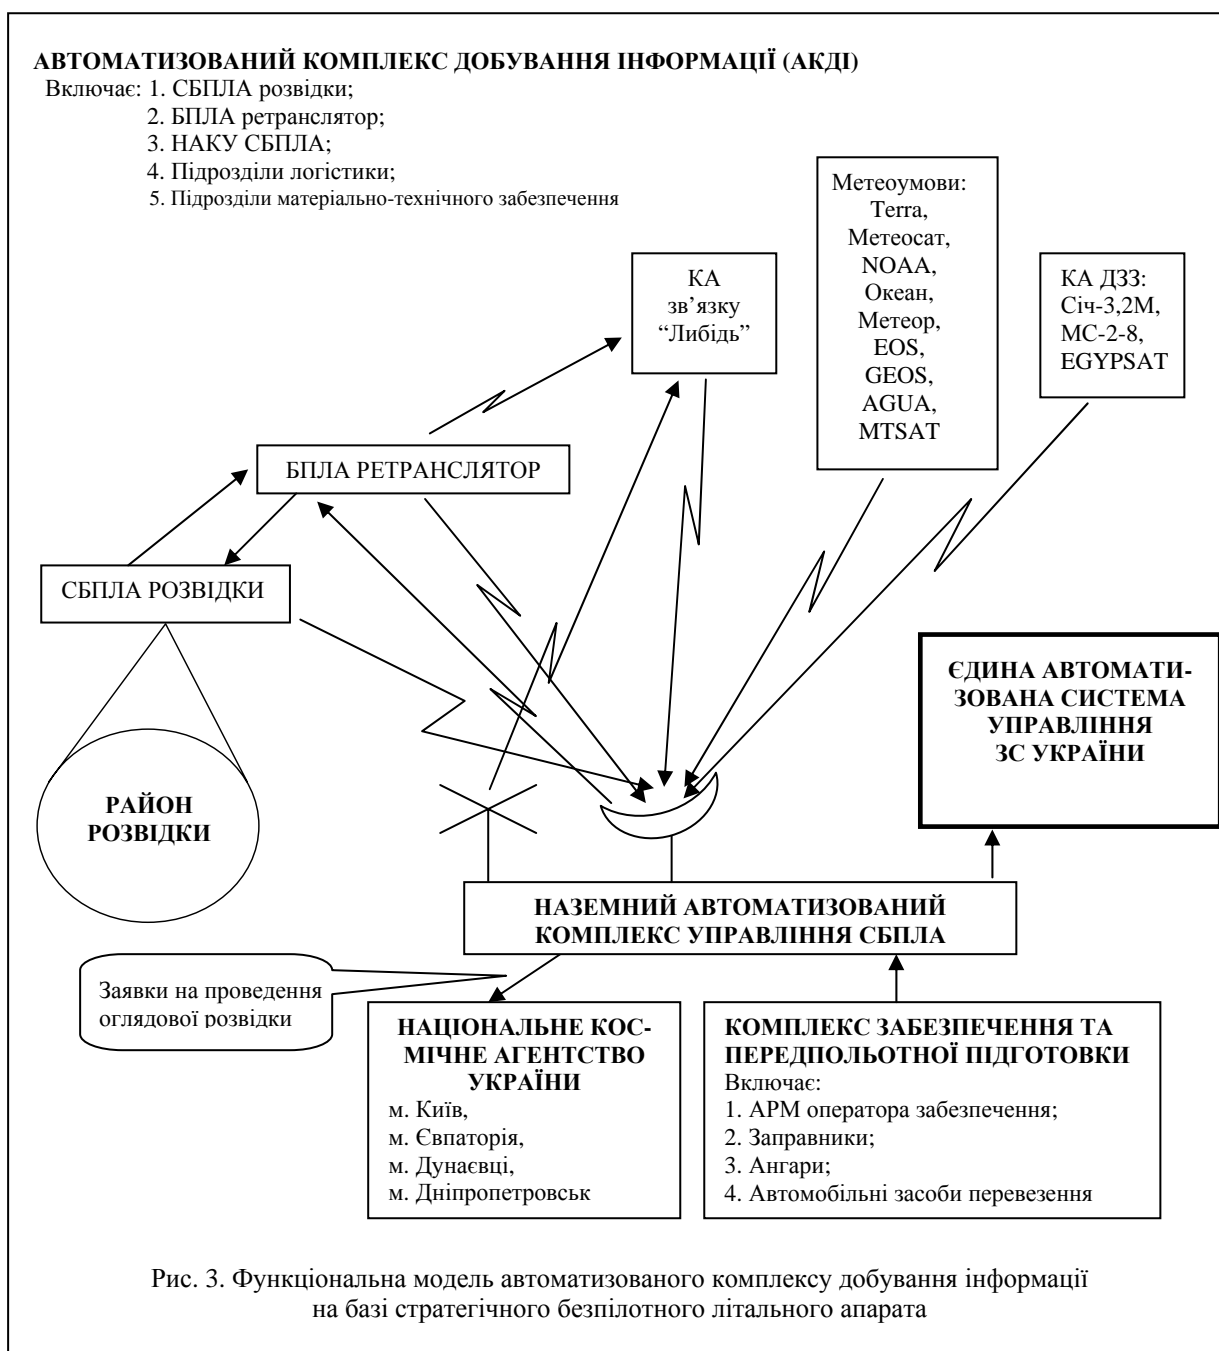 АВТОМАТИЗОВАНИЙ КОМПЛЕКС ДОБУВАННЯ ІНФОРМАЦІЇ (АКДІ)
Включає: 1. СБПЛА розвідки;
2. БПЛА ретранслятор;
3. НАКУ СБПЛА;
4. Підрозділи логістики;
5. Підрозділи матеріально-технічного забезпечення
Метеоумови:
Terra,
Метеосат,
NOAA,
Океан,
Метеор,
EOS,
GEOS,
AGUA,
MTSAT
КА
зв’язку
“Либідь”
КА ДЗЗ:
Січ-3,2М,
МС-2-8,
EGYPSAT
БПЛА РЕТРАНСЛЯТОР
СБПЛА РОЗВІДКИ
ЄДИНА АВТОМАТИ-
ЗОВАНА СИСТЕМА
УПРАВЛІННЯ
ЗС УКРАЇНИ
РАЙОН
РОЗВІДКИ
НАЗЕМНИЙ АВТОМАТИЗОВАНИЙ
КОМПЛЕКС УПРАВЛІННЯ СБПЛА
Заявки на проведення
оглядової розвідки
НАЦІОНАЛЬНЕ КОС-
МІЧНЕ АГЕНТСТВО
УКРАЇНИ
м. Київ,
м. Євпаторія,
м. Дунаєвці,
м. Дніпропетровськ
КОМПЛЕКС ЗАБЕЗПЕЧЕННЯ ТА
ПЕРЕДПОЛЬОТНОЇ ПІДГОТОВКИ
Включає:
1. АРМ оператора забезпечення;
2. Заправники;
3. Ангари;
4. Автомобільні засоби перевезення
Рис. 3. Функціональна модель автоматизованого комплексу добування інформації
на базі стратегічного безпілотного літального апарата